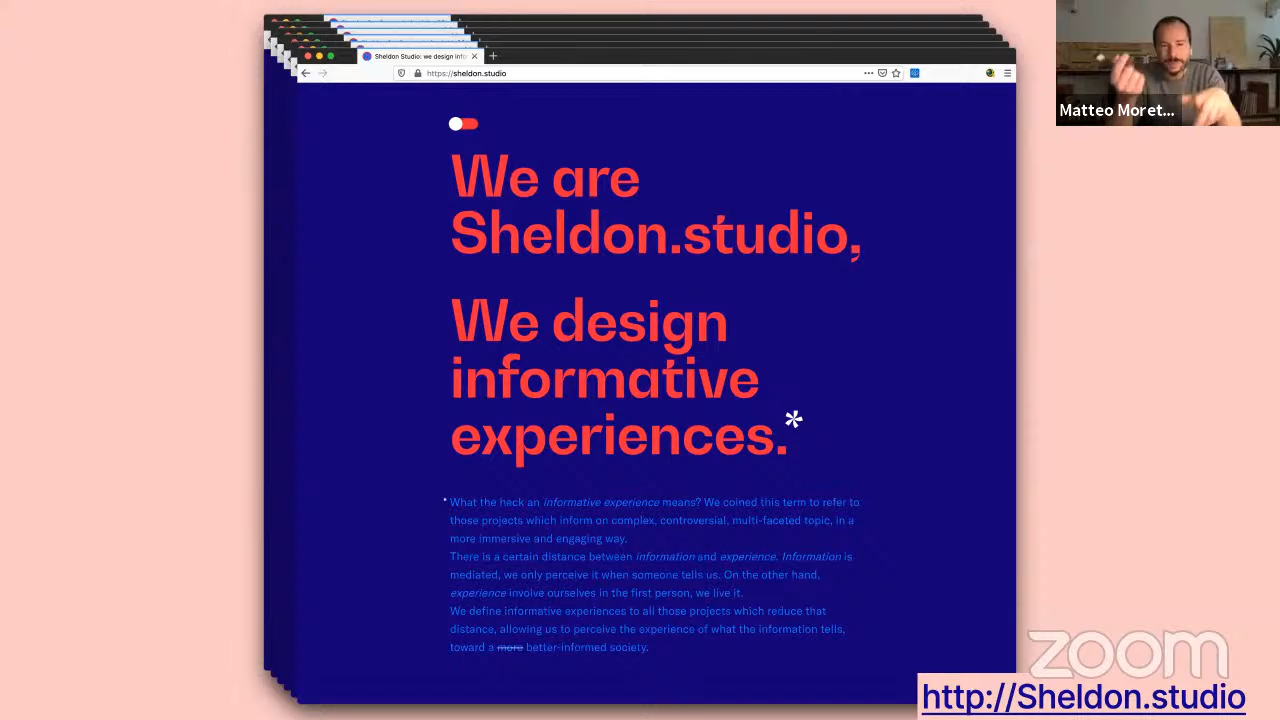 Sheldon Studio: we design info
https://sheldon.studio
Matteo Moret...
We are
Sheldon.studio,
We design
informative
experiences.*
* What the heck an informative experience means? We coined this term to refer to
those projects which inform on complex, controversial, multi-faceted topic, in a
more immersive and engaging way.
There is a certain distance between information and experience. Information is
mediated, we only perceive it when someone tells us. On the other hand,
experience involve ourselves in the first person, we live it.
We define informative experiences to all those projects which reduce that
distance, allowing us to perceive the experience of what the information tells,
toward a more better-informed society.
zoom
http://Sheldon.studio